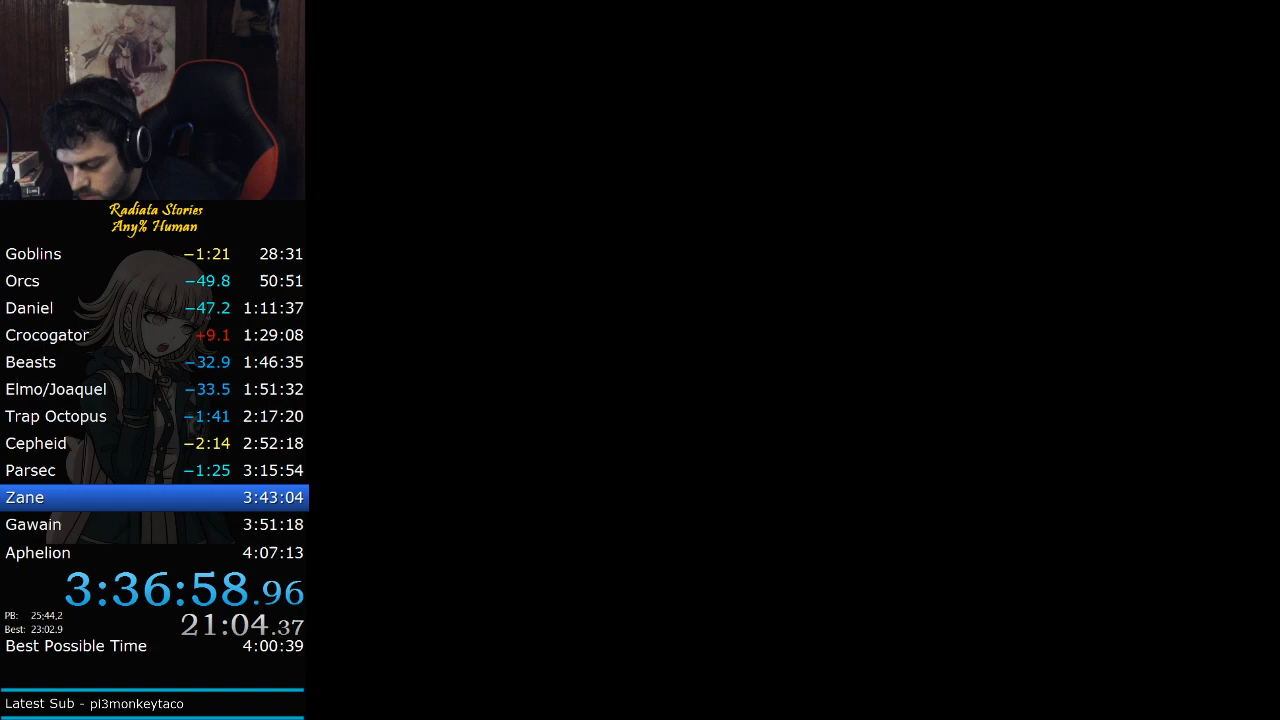 Radiata Stories
Any% Human
Goblins −1:21 28:31
Orcs −49.8 50:51
Daniel −47.2 1:11:37
Crocogator +9.1 1:29:08
Beasts −32.9 1:46:35
Elmo/Joaquel −33.5 1:51:32
Trap Octopus −1:41 2:17:20
Cepheid −2:14 2:52:18
Parsec −1:25 3:15:54
Zane 3:43:04
Gawain 3:51:18
Aphelion 4:07:13
3:36:58.96
PB: 25:44,2
Best: 23:02.9
21:04.37
Best Possible Time 4:00:39
Latest Sub - pl3monkeytaco